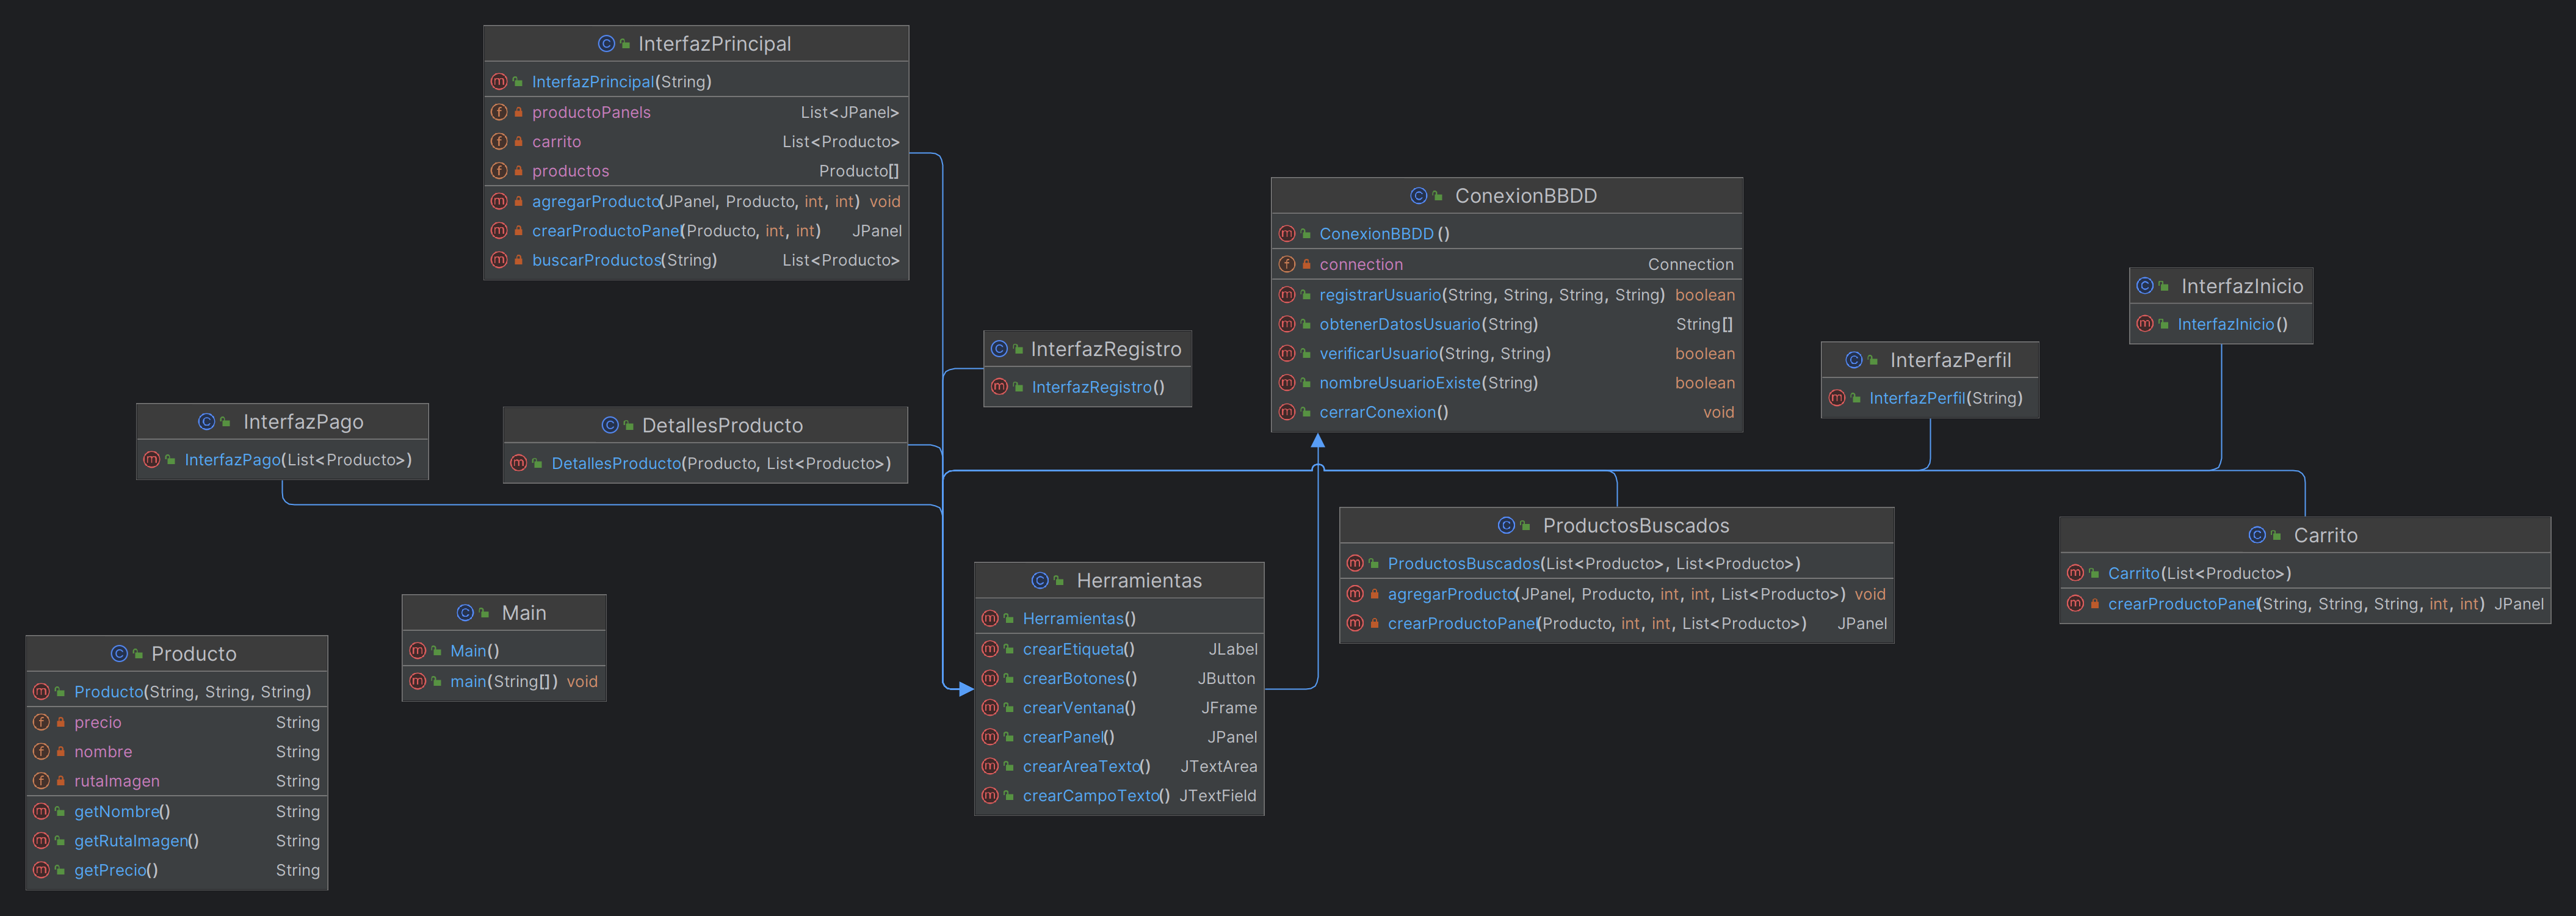 InterfazPrincipal
InterfazPrincipal(String)
productoPanels List<JPanel>
carrito List<Producto>
productos Producto[]
agregarProducto(JPanel, Producto, int, int) void
crearProductoPanel(Producto, int, int) JPanel
buscarProductos(String) List<Producto>
ConexionBBDD
ConexionBBDD()
connection Connection
registrarUsuario(String, String, String, String) boolean
obtenerDatosUsuario(String) String[]
verificarUsuario(String, String) boolean
nombreUsuarioExiste(String) boolean
cerrarConexion() void
InterfazInicio
InterfazInicio()
InterfazRegistro
InterfazRegistro()
InterfazPerfil
InterfazPerfil(String)
InterfazPago
InterfazPago(List<Producto>)
DetallesProducto
DetallesProducto(Producto, List<Producto>)
ProductosBuscados
ProductosBuscados(List<Producto>, List<Producto>)
agregarProducto(JPanel, Producto, int, int, List<Producto>) void
crearProductoPanel(Producto, int, int, List<Producto>) JPanel
Carrito
Carrito(List<Producto>)
crearProductoPanel(String, String, String, int, int) JPanel
Herramientas
Herramientas()
crearEtiqueta() JLabel
crearBotones() JButton
crearVentana() JFrame
crearPanel() JPanel
crearAreaTexto() JTextArea
crearCampoTexto() JTextField
Main
Main()
main(String[]) void
Producto
Producto(String, String, String)
precio String
nombre String
rutaImagen String
getNombre() String
getRutaImagen() String
getPrecio() String